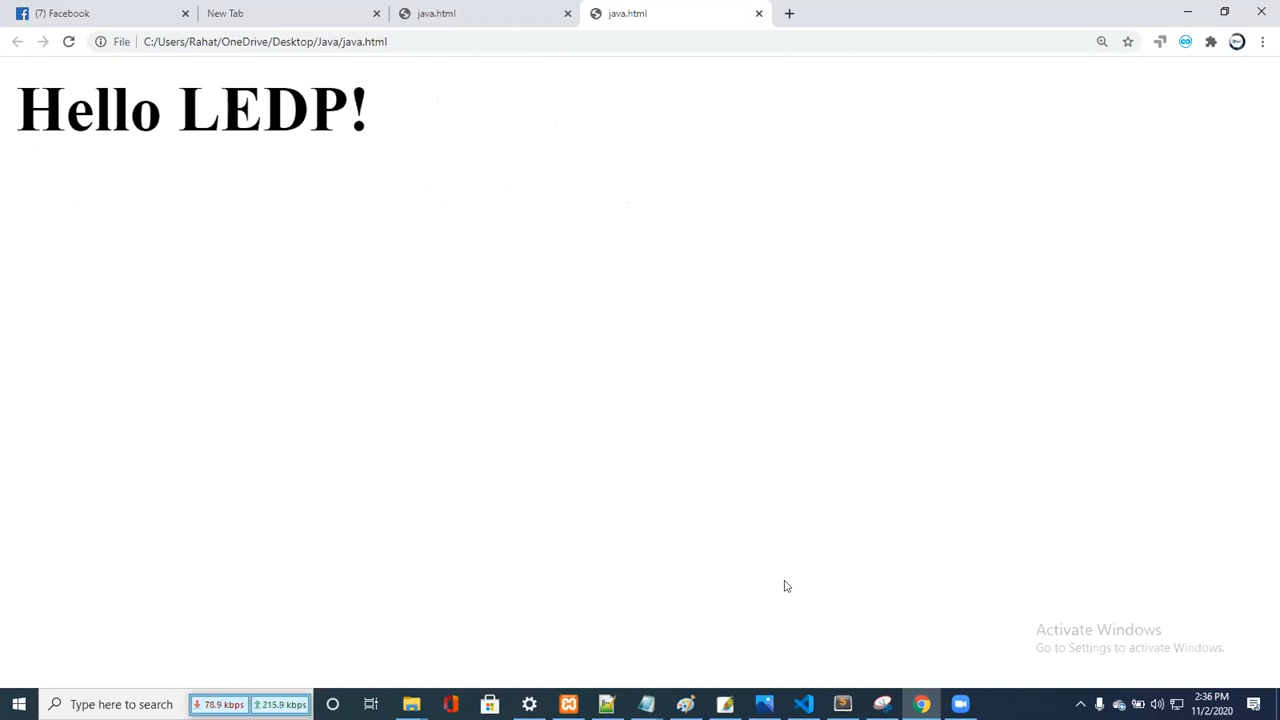 (7) Facebook
New Tab
java.html
java.html
File
C:/Users/Rahat/OneDrive/Desktop/Java/java.html
Hello LEDP!
Activate Windows
Go to Settings to activate Windows.
Type here to search
78.9 kbps
215.9 kbps
2:36 PM
11/2/2020